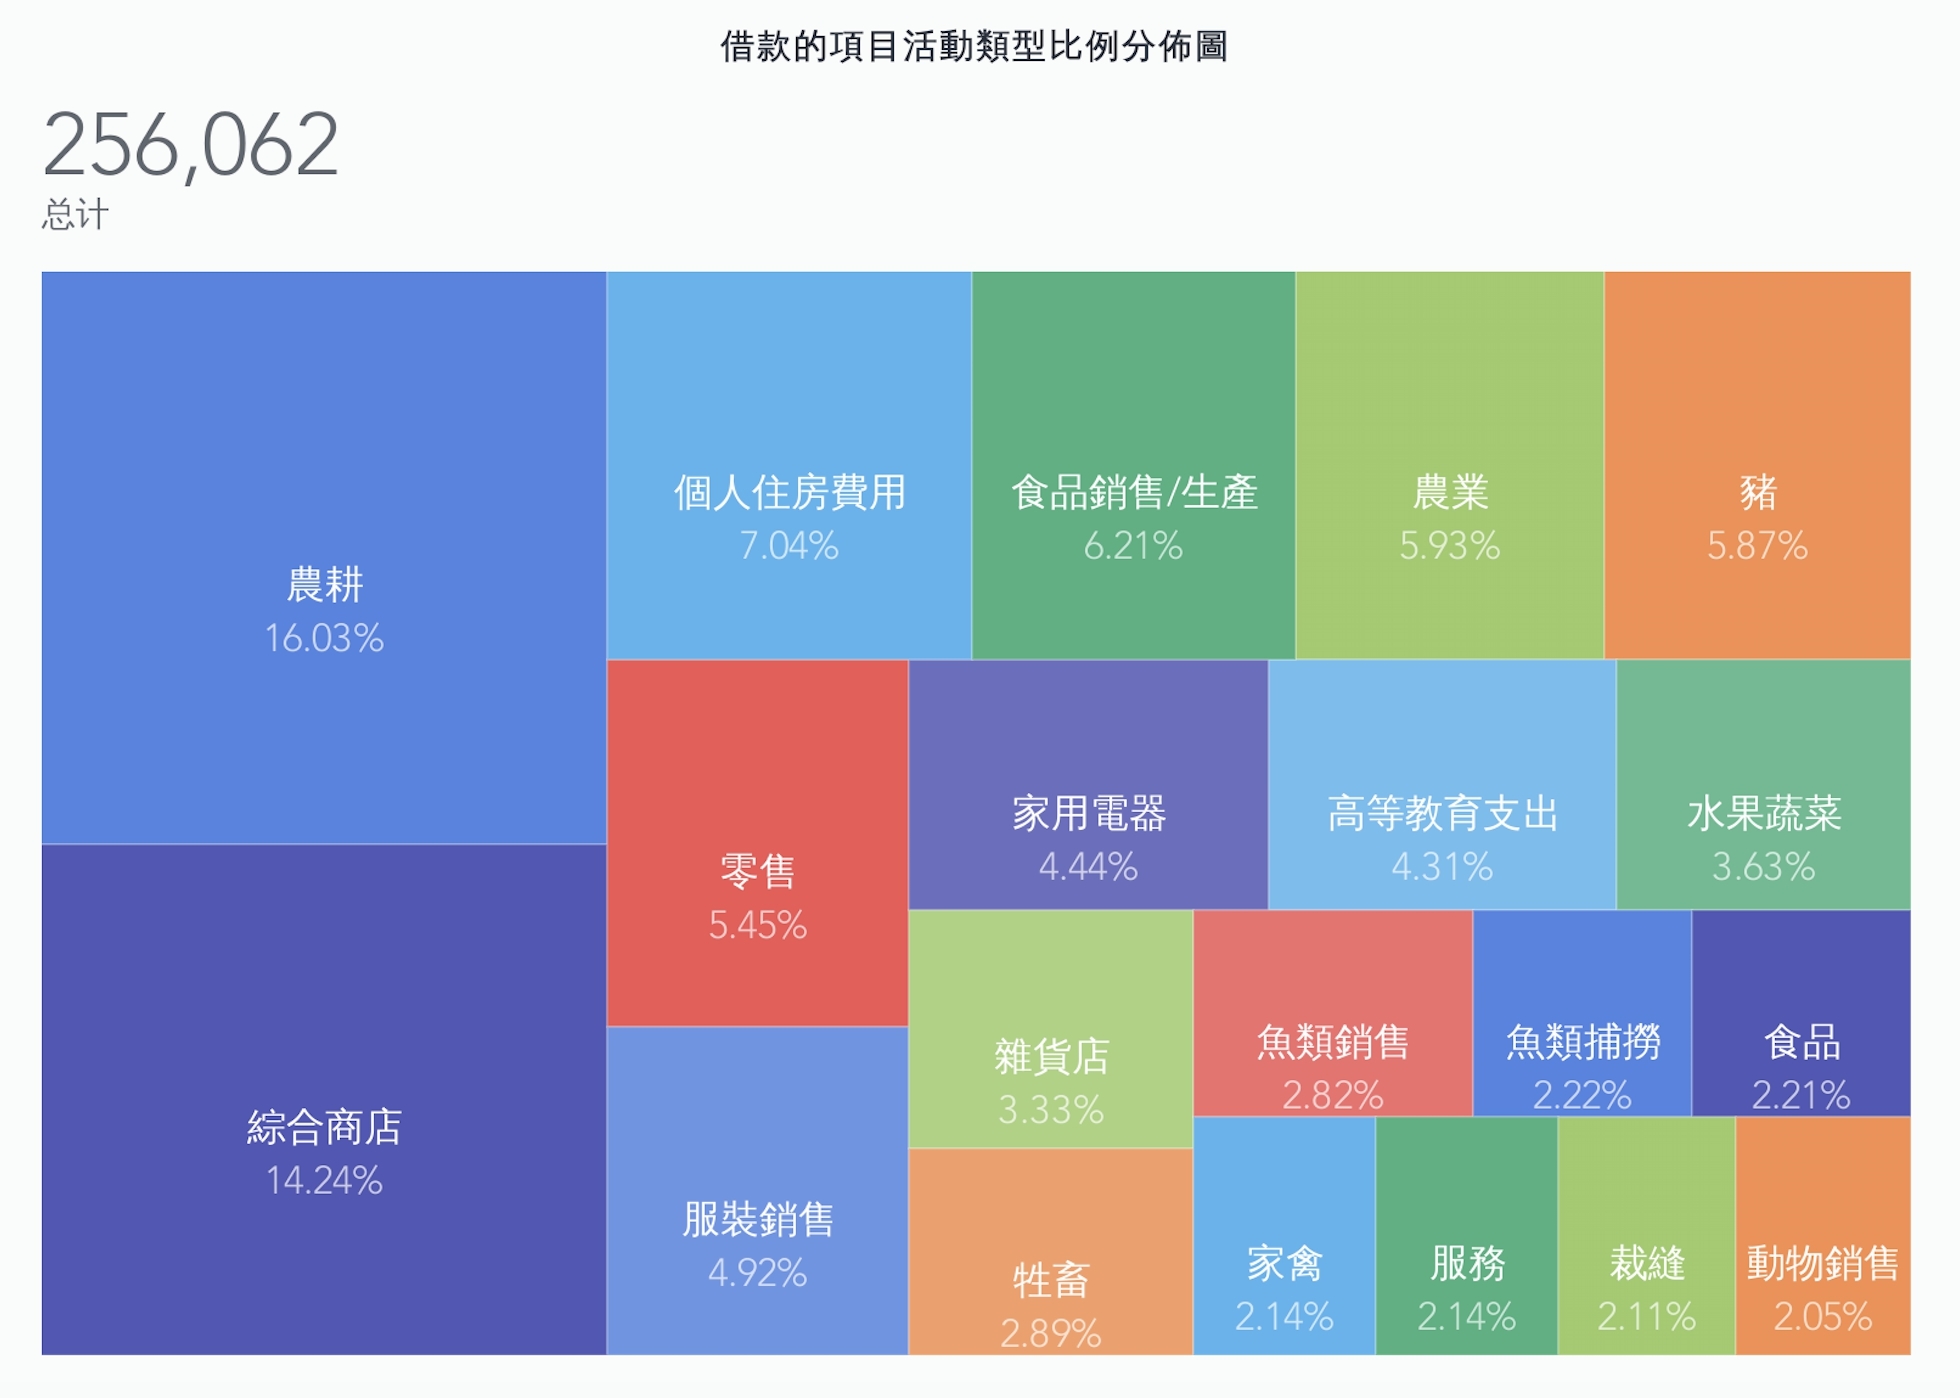 借款的項目活動類型比例分佈圖
256,062
总计
農耕
16.03%
綜合商店
14.24%
個人住房費用
7.04%
食品銷售/生產
6.21%
農業
5.93%
豬
5.87%
零售
5.45%
服裝銷售
4.92%
家用電器
4.44%
高等教育支出
4.31%
水果蔬菜
3.63%
雜貨店
3.33%
牲畜
2.89%
魚類銷售
2.82%
魚類捕撈
2.22%
食品
2.21%
家禽
2.14%
服務
2.14%
裁縫
2.11%
動物銷售
2.05%